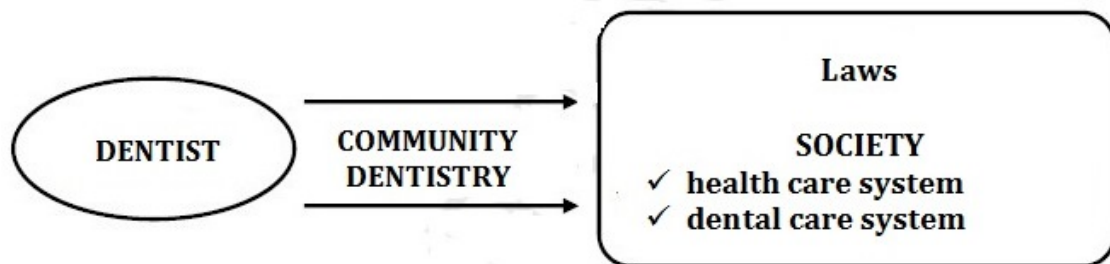 DENTIST
COMMUNITY
DENTISTRY
Laws
SOCIETY
✓ health care system
✓ dental care system